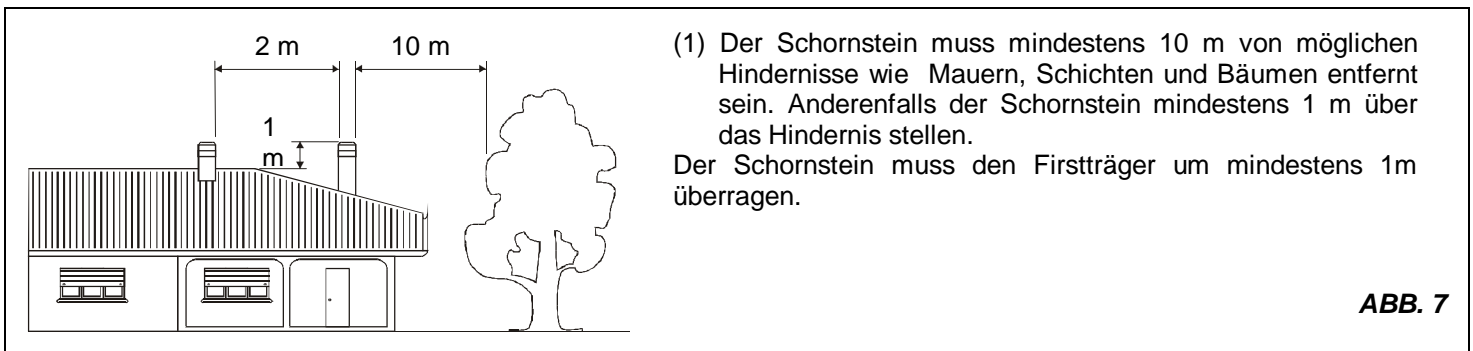 2 m
10 m
1
m
(1) Der Schornstein muss mindestens 10 m von möglichen
Hindernisse wie Mauern, Schichten und Bäumen entfernt
sein. Anderenfalls der Schornstein mindestens 1 m über
das Hindernis stellen.
Der Schornstein muss den Firstträger um mindestens 1m
überragen.
ABB. 7